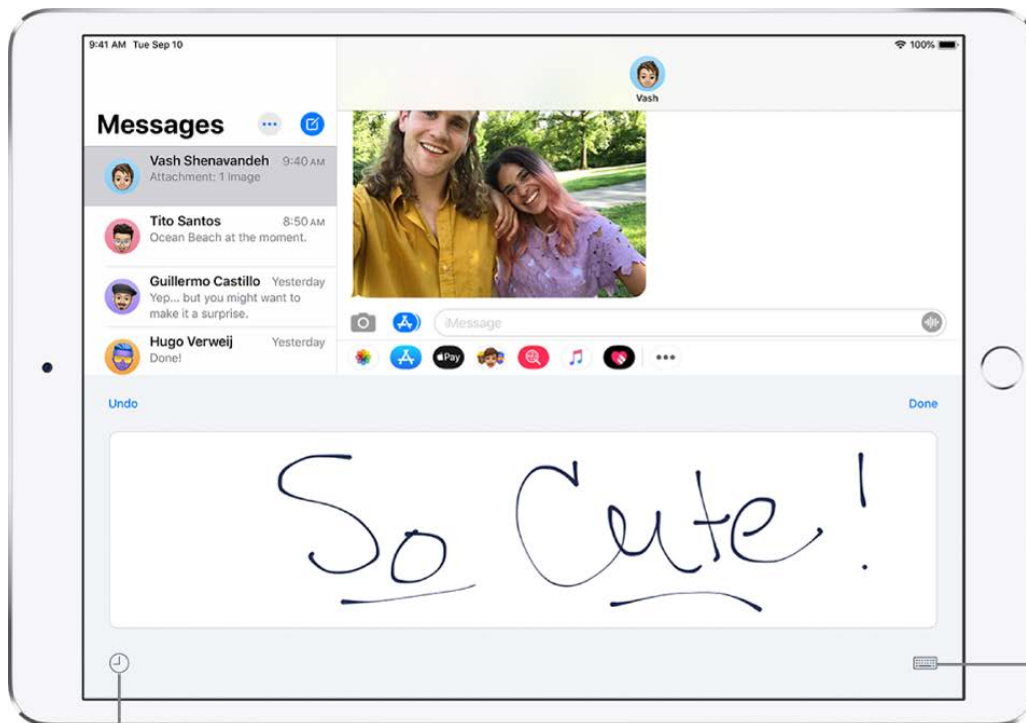 9:41 AM Tue Sep 10
100%
Vash
Messages
Vash Shenavandeh 9:40 AM
Attachment: 1 Image
Tito Santos 8:50 AM
Ocean Beach at the moment.
Guillermo Castillo Yesterday
Yep... but you might want to
make it a surprise.
Hugo Verweij Yesterday
Done!
iMessage
Pay
Undo
Done
So Cute!